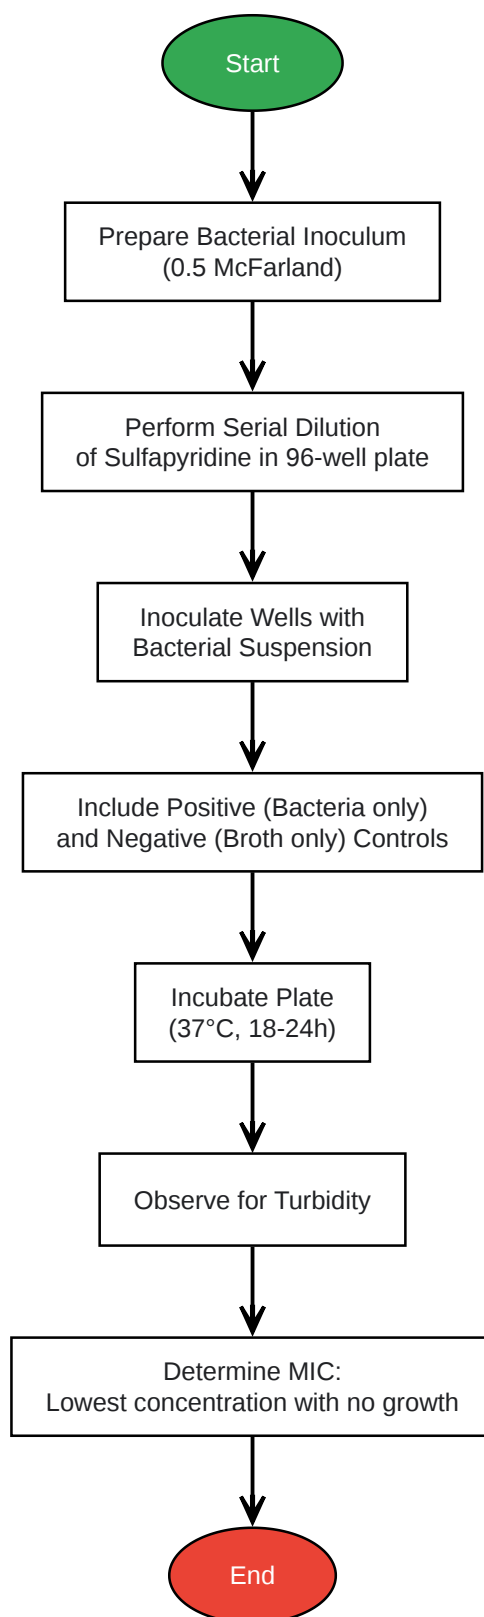 Start
Prepare Bacterial Inoculum
(0.5 McFarland)
Perform Serial Dilution
of Sulfapyridine in 96-well plate
Inoculate Wells with
Bacterial Suspension
Include Positive (Bacteria only)
and Negative (Broth only) Controls
Incubate Plate
(37°C, 18-24h)
Observe for Turbidity
Determine MIC:
Lowest concentration with no growth
End